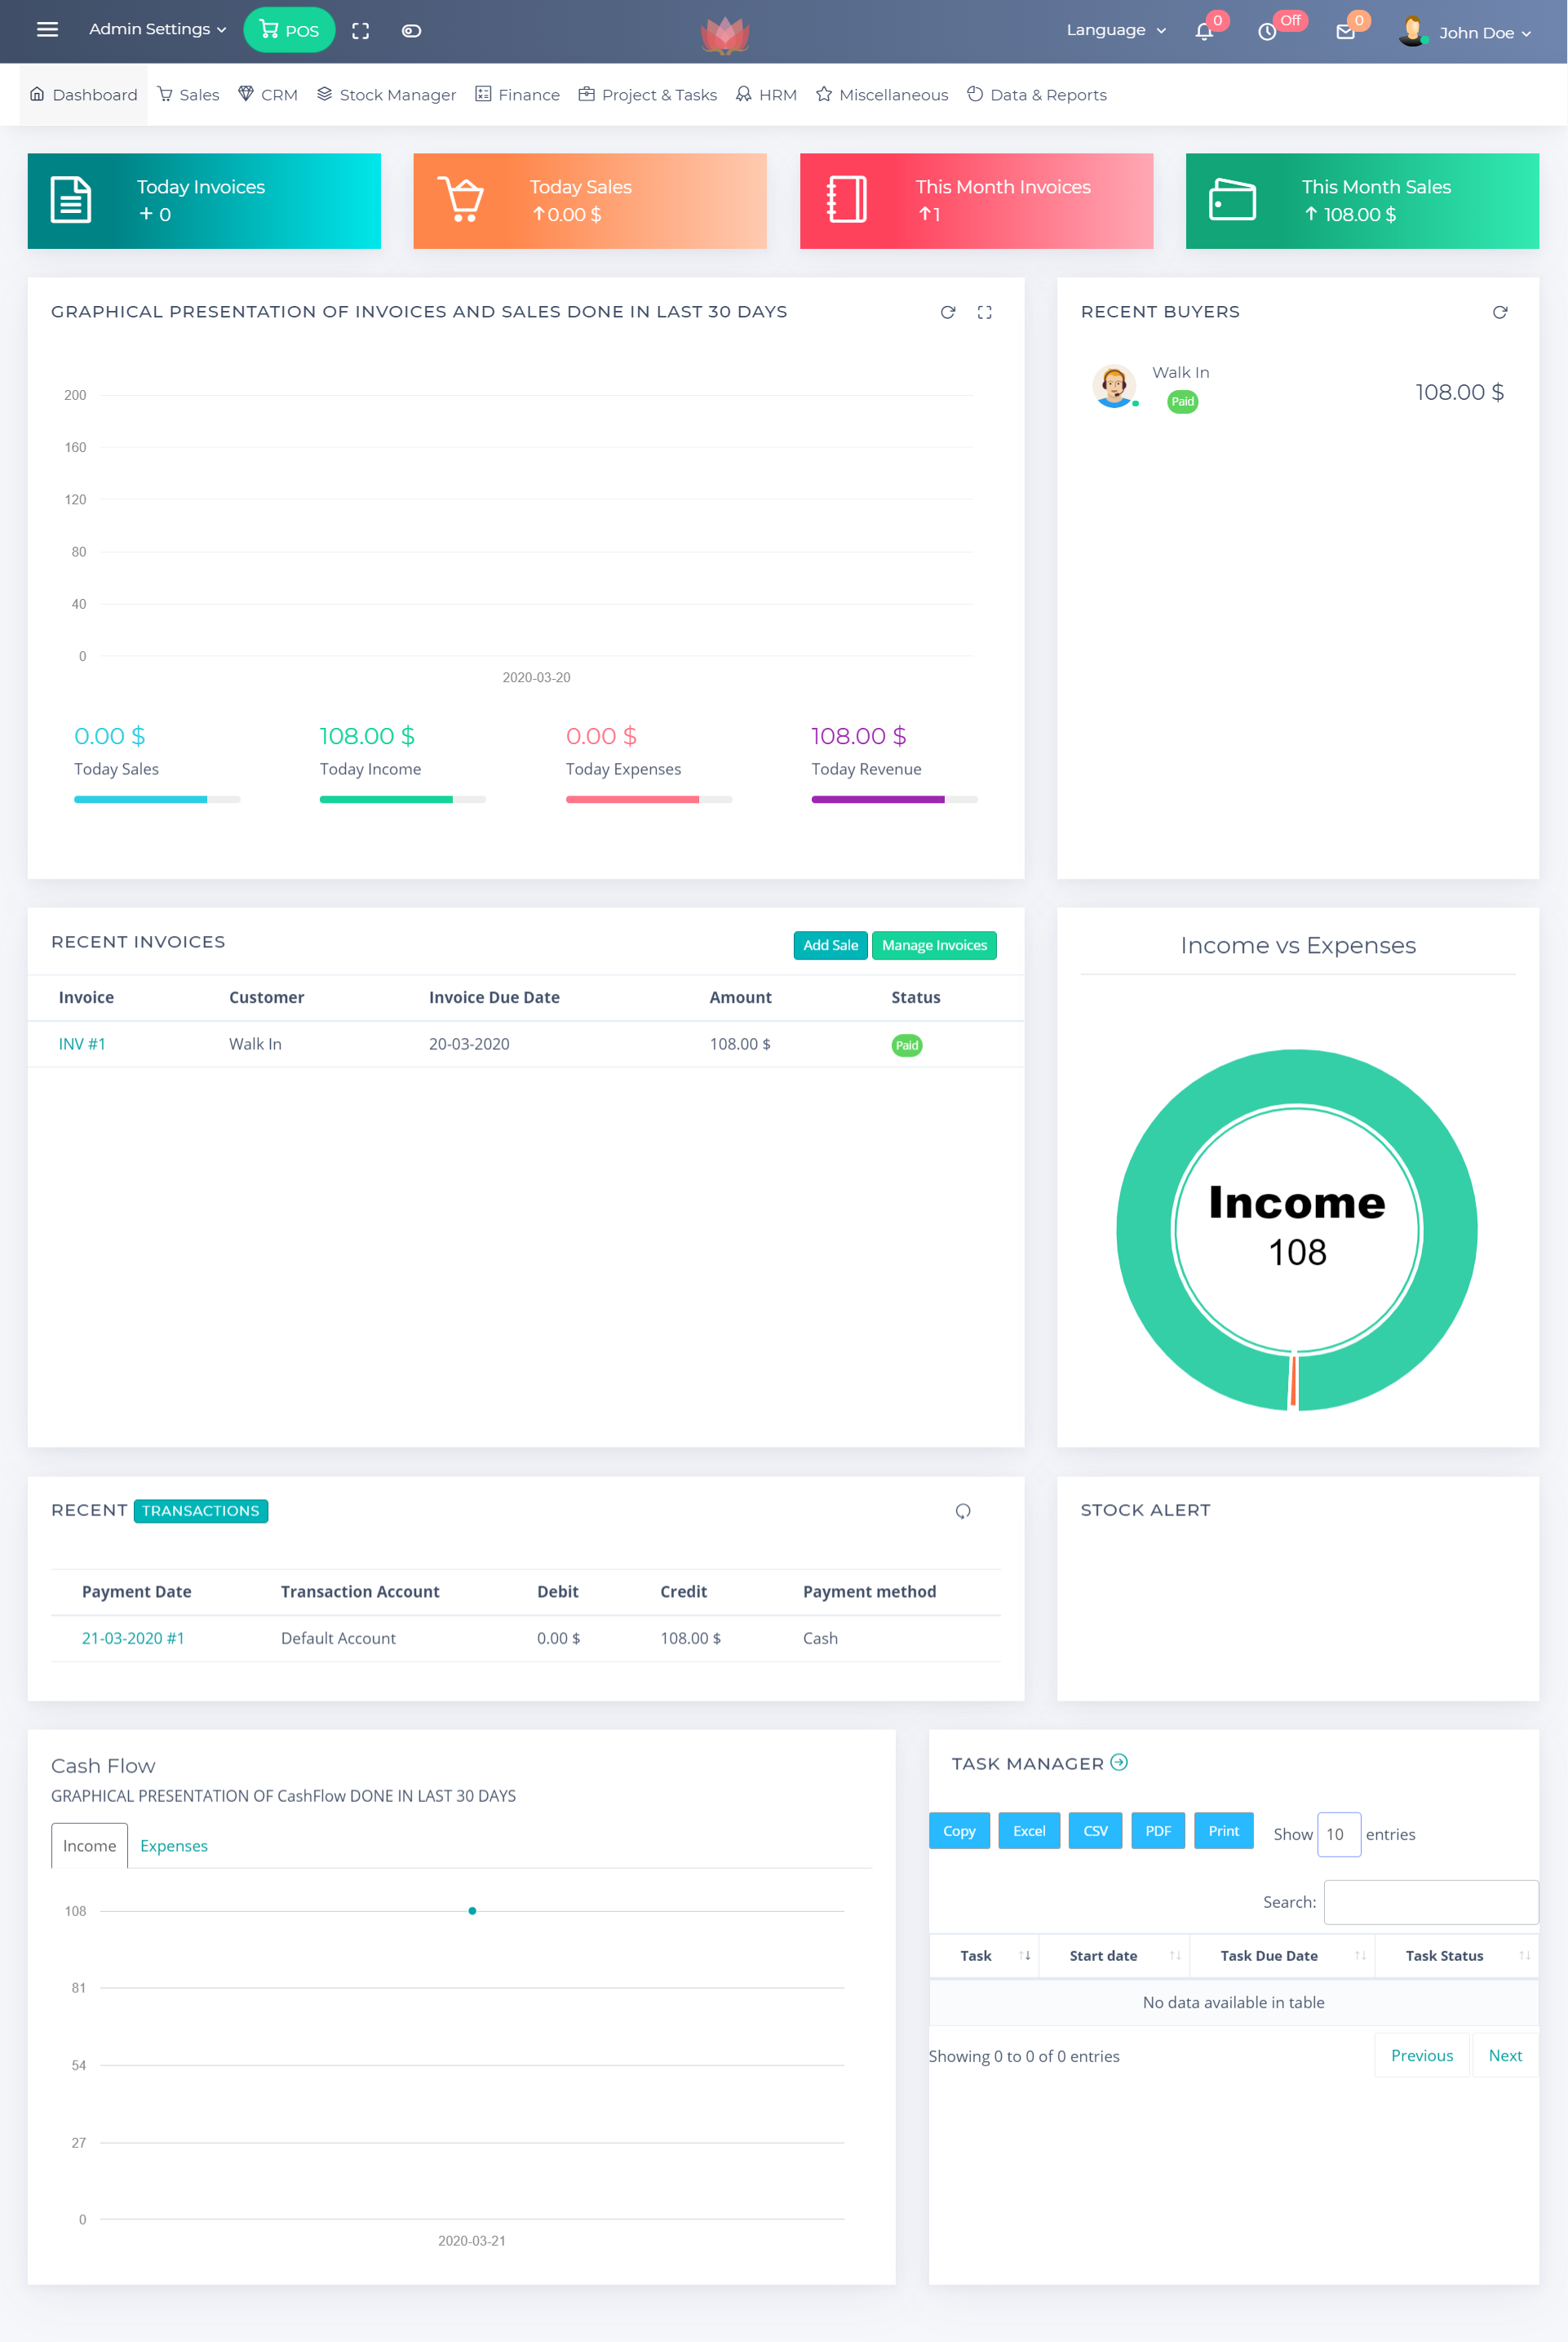 Admin Settings POS Language 0 Off 0 John Doe
Dashboard Sales CRM Stock Manager Finance Project & Tasks HRM Miscellaneous Data & Reports
Today Invoices
+ 0
Today Sales
↑0.00 $
This Month Invoices
↑1
This Month Sales
↑ 108.00 $
GRAPHICAL PRESENTATION OF INVOICES AND SALES DONE IN LAST 30 DAYS
200
160
120
80
40
0
2020-03-20
0.00 $
Today Sales
108.00 $
Today Income
0.00 $
Today Expenses
108.00 $
Today Revenue
RECENT BUYERS
Walk In
Paid
108.00 $
RECENT INVOICES
Add Sale Manage Invoices
Invoice Customer Invoice Due Date Amount Status
INV #1 Walk In 20-03-2020 108.00 $ Paid
Income vs Expenses
Income
108
RECENT TRANSACTIONS
Payment Date Transaction Account Debit Credit Payment method
21-03-2020 #1 Default Account 0.00 $ 108.00 $ Cash
STOCK ALERT
Cash Flow
GRAPHICAL PRESENTATION OF CashFlow DONE IN LAST 30 DAYS
Income Expenses
108
81
54
27
0
2020-03-21
TASK MANAGER
Copy Excel CSV PDF Print Show 10 entries
Search:
Task Start date Task Due Date Task Status
No data available in table
Showing 0 to 0 of 0 entries
Previous Next